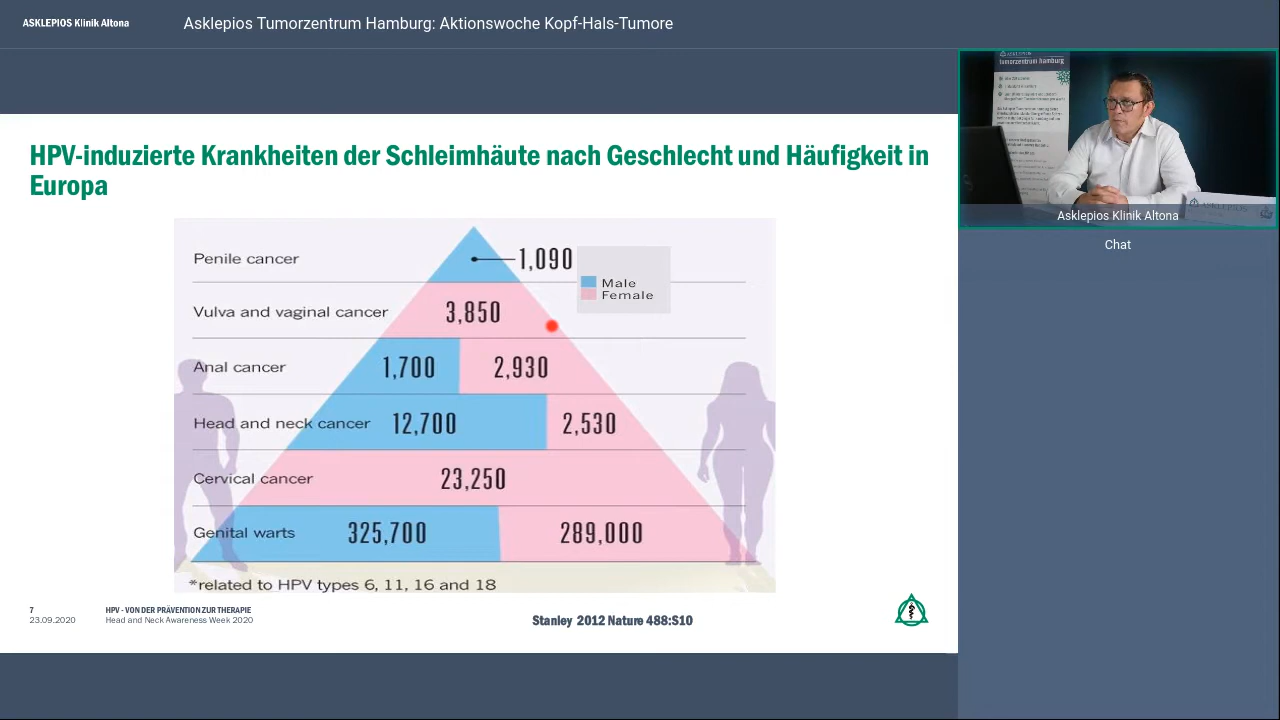 ASKLEPIOS Klinik Altona
Asklepios Tumorzentrum Hamburg: Aktionswoche Kopf-Hals-Tumore
HPV-induzierte Krankheiten der Schleimhäute nach Geschlecht und Häufigkeit in
Europa
Penile cancer 1,090
Male
Female
Vulva and vaginal cancer 3,850
Anal cancer 1,700 2,930
Head and neck cancer 12,700 2,530
Cervical cancer 23,250
Genital warts 325,700 289,000
*related to HPV types 6, 11, 16 and 18
7 HPV - VON DER PRÄVENTION ZUR THERAPIE
23.09.2020 Head and Neck Awareness Week 2020
Stanley 2012 Nature 488:S10
ASKLEPIOS
tumorzentrum hamburg
ASKLEPIOS
Asklepios Klinik Altona
Chat